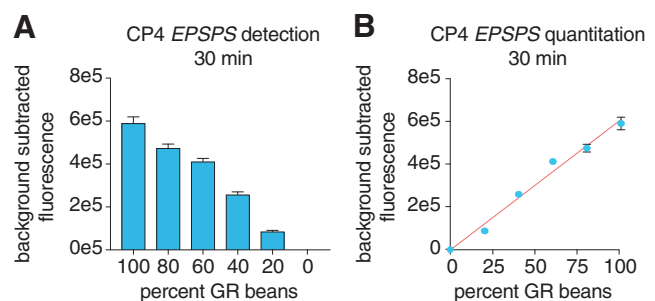 A
CP4 EPSPS detection
30 min
background subtracted
fluorescence
8e5
6e5
4e5
2e5
0e5
100 80 60 40 20 0
percent GR beans
B
CP4 EPSPS quantitation
30 min
background subtracted
fluorescence
8e5
6e5
4e5
2e5
0
0 25 50 75 100
percent GR beans